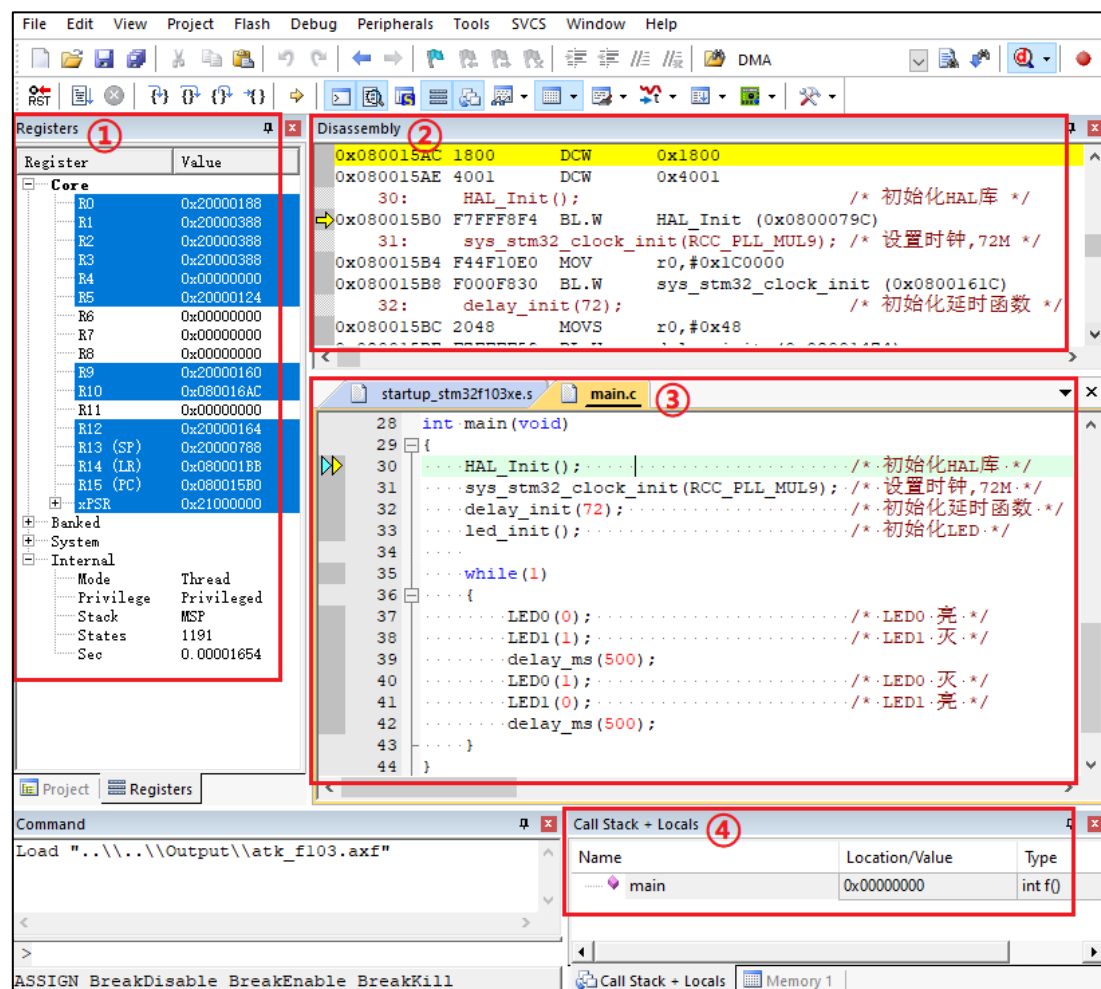 File Edit View Project Flash Debug Peripherals Tools SVCS Window Help
DMA
RST
Registers ①
Register Value
Core
R0 0x20000188
R1 0x20000388
R2 0x20000388
R3 0x20000388
R4 0x00000000
R5 0x20000124
R6 0x00000000
R7 0x00000000
R8 0x00000000
R9 0x20000160
R10 0x080016AC
R11 0x00000000
R12 0x20000164
R13 (SP) 0x20000788
R14 (LR) 0x080001BB
R15 (PC) 0x080015B0
xPSR 0x21000000
Banked
System
Internal
Mode Thread
Privilege Privileged
Stack MSP
States 1191
Sec 0.00001654
Project Registers
Disassembly ②
0x080015AC 1800 DCW 0x1800
0x080015AE 4001 DCW 0x4001
30: HAL_Init(); /* 初始化HAL库 */
0x080015B0 F7FFF8F4 BL.W HAL_Init (0x0800079C)
31: sys_stm32_clock_init(RCC_PLL_MUL9); /* 设置时钟,72M */
0x080015B4 F44F10E0 MOV r0,#0x1C0000
0x080015B8 F000F830 BL.W sys_stm32_clock_init (0x0800161C)
32: delay_init(72); /* 初始化延时函数 */
0x080015BC 2048 MOVS r0,#0x48
startup_stm32f103xe.s main.c ③
28 int main(void)
29 {
30 HAL_Init(); /* 初始化HAL库 */
31 sys_stm32_clock_init(RCC_PLL_MUL9); /* 设置时钟,72M */
32 delay_init(72); /* 初始化延时函数 */
33 led_init(); /* 初始化LED */
34
35 while(1)
36 {
37 LED0(0); /* LED0 亮 */
38 LED1(1); /* LED1 灭 */
39 delay_ms(500);
40 LED0(1); /* LED0 灭 */
41 LED1(0); /* LED1 亮 */
42 delay_ms(500);
43 }
44 }
Command
Load "..\\..\\Output\\atk_f103.axf"
>
ASSIGN BreakDisable BreakEnable BreakKill
Call Stack + Locals ④
Name Location/Value Type
main 0x00000000 int f()
Call Stack + Locals Memory 1